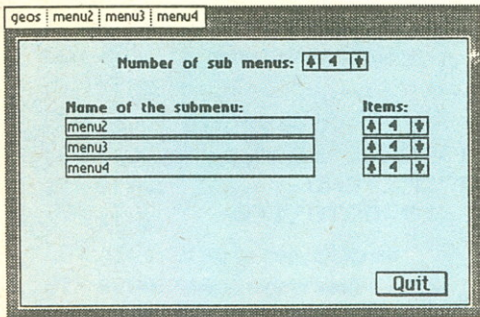 geos menu2 menu3 menu4
Number of sub menus: 4
Name of the submenu: Items:
menu2 4
menu3 4
menu4 4
Quit